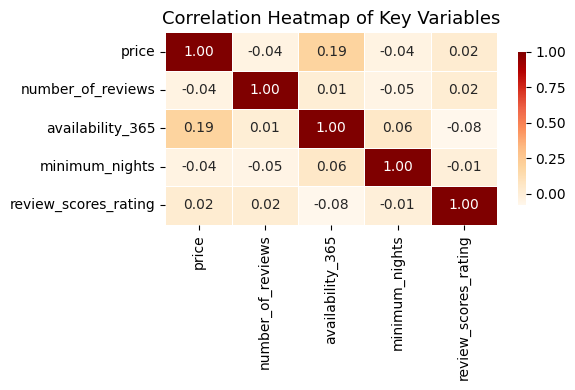 Correlation Heatmap of Key Variables
price 1.00 -0.04 0.19 -0.04 0.02
number_of_reviews -0.04 1.00 0.01 -0.05 0.02
availability_365 0.19 0.01 1.00 0.06 -0.08
minimum_nights -0.04 -0.05 0.06 1.00 -0.01
review_scores_rating 0.02 0.02 -0.08 -0.01 1.00
price
number_of_reviews
availability_365
minimum_nights
review_scores_rating
1.00
0.75
0.50
0.25
0.00